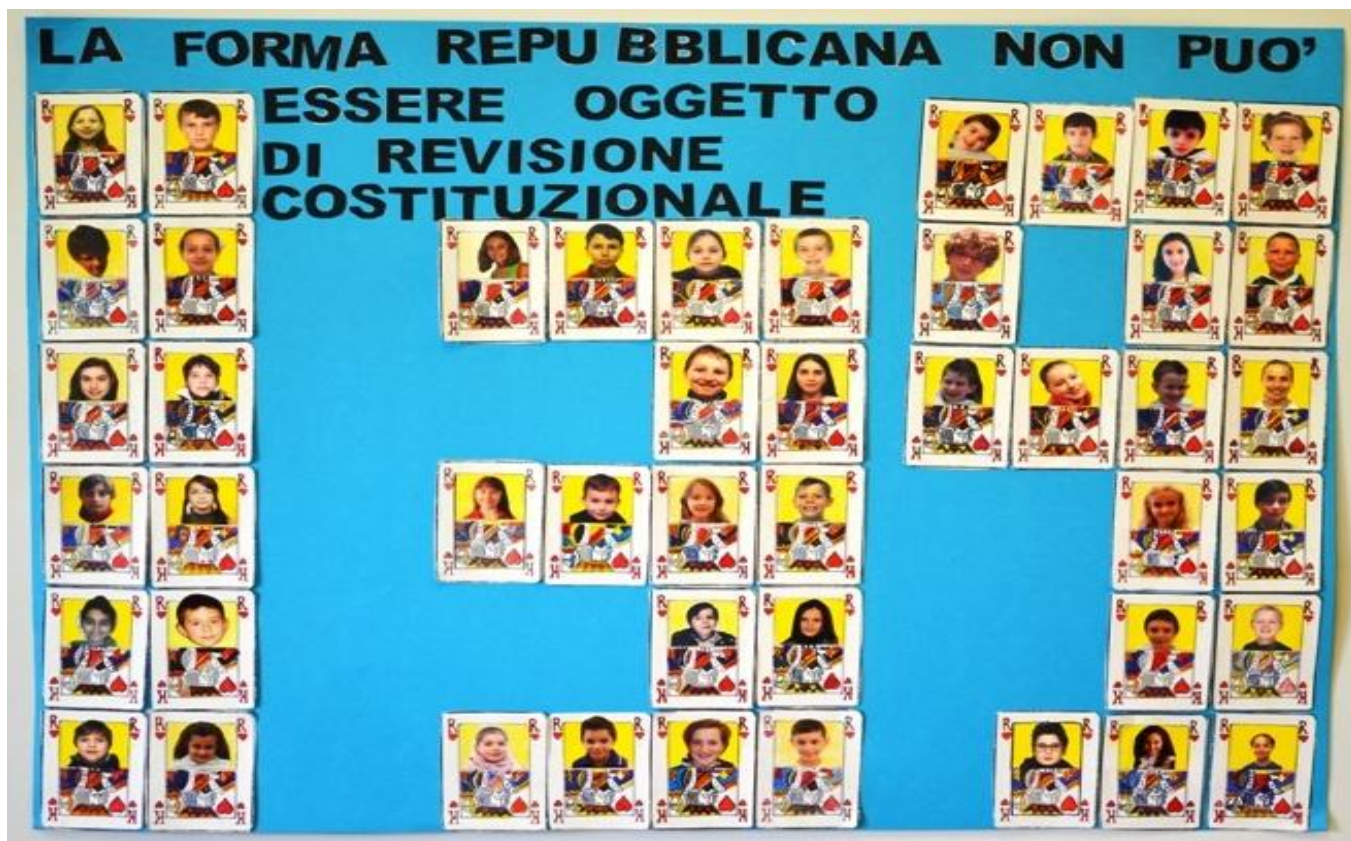 LA FORMA REPUBBLICANA NON PUO'
ESSERE OGGETTO
DI REVISIONE
COSTITUZIONALE